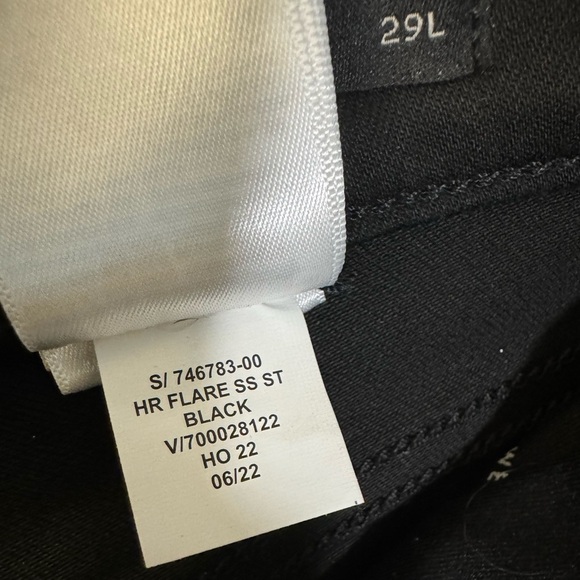 29L
S/ 746783-00
HR FLARE SS ST
BLACK
V/700028122
HO 22
06/22